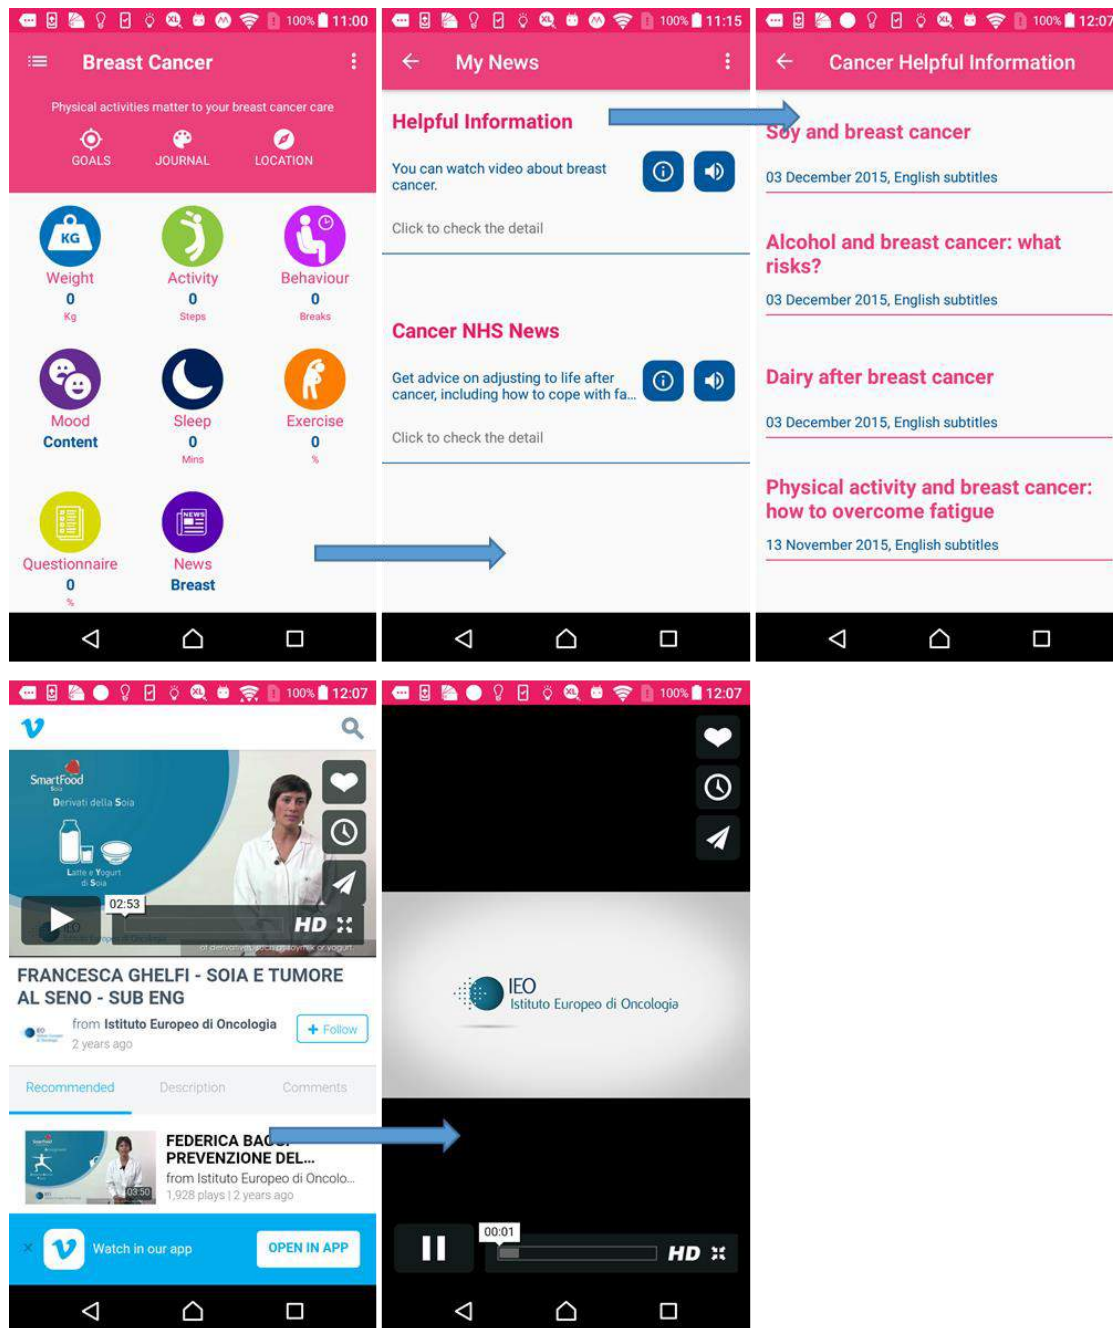 100% 11:00
Breast Cancer
Physical activities matter to your breast cancer care
GOALS JOURNAL LOCATION
KG
Weight Activity Behaviour
0 0 0
Kg Steps Breaks
Mood Sleep Exercise
Content 0 0
Mins %
NEWS
Questionnaire News
0 Breast
%
100% 11:15
My News
Helpful Information
You can watch video about breast
cancer.
Click to check the detail
Cancer NHS News
Get advice on adjusting to life after
cancer, including how to cope with fa...
Click to check the detail
100% 12:07
Cancer Helpful Information
Soy and breast cancer
03 December 2015, English subtitles
Alcohol and breast cancer: what
risks?
03 December 2015, English subtitles
Dairy after breast cancer
03 December 2015, English subtitles
Physical activity and breast cancer:
how to overcome fatigue
13 November 2015, English subtitles
100% 12:07
SmartFood
Soia
Derivati della Soia
Latte e Yogurt
di Soia
02:53
HD
IEO
FRANCESCA GHELFI - SOIA E TUMORE
AL SENO - SUB ENG
from Istituto Europeo di Oncologia
+ Follow
2 years ago
Recommended Description Comments
FEDERICA
PREVENZIONE DEL...
from Istituto Europeo di Oncolo...
1,928 plays | 2 years ago
03:50
Watch in our app OPEN IN APP
100% 12:07
IEO
Istituto Europeo di Oncologia
00:01
HD